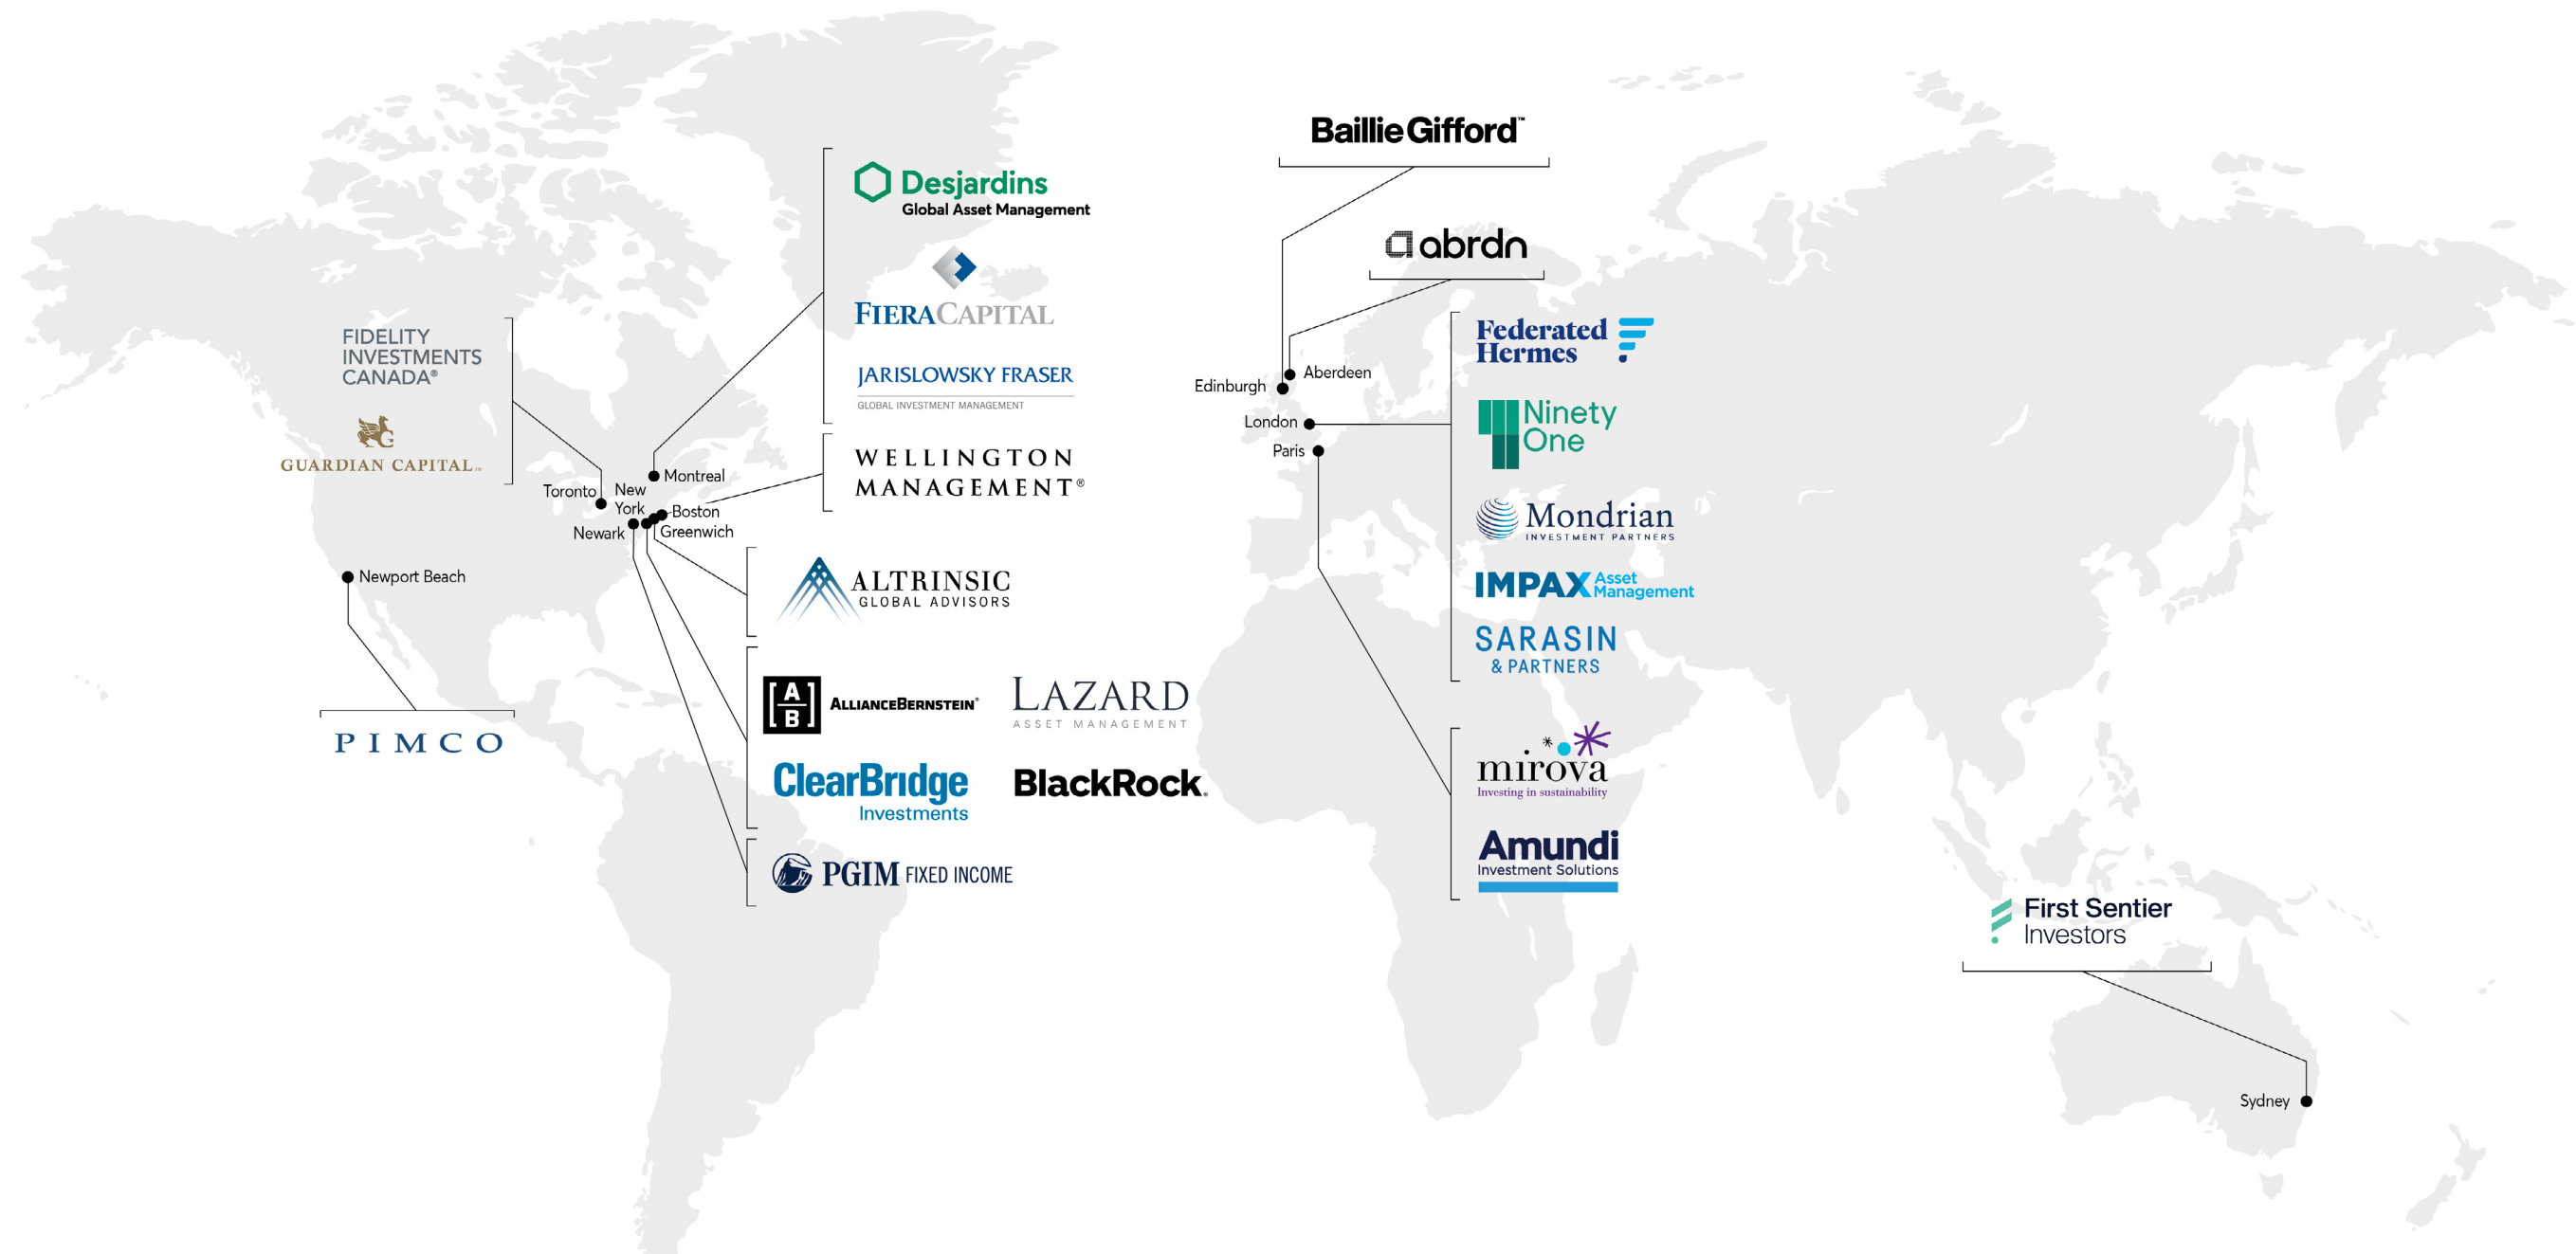 BaillieGifford™
abrdn
Desjardins
Global Asset Management
FIERACAPITAL
JARISLOWSKY FRASER
GLOBAL INVESTMENT MANAGEMENT
WELLINGTON
MANAGEMENT®
FIDELITY
INVESTMENTS
CANADA®
G
GUARDIAN CAPITAL™
Montreal
Toronto
New
York
Boston
Newark
Greenwich
Newport Beach
PIMCO
ALTRINSIC
GLOBAL ADVISORS
[A
B]
ALLIANCEBERNSTEIN®
LAZARD
ASSET MANAGEMENT
ClearBridge
Investments
BlackRock®
PGIM FIXED INCOME
Edinburgh
Aberdeen
London
Paris
Federated
Hermes
Ninety
One
Mondrian
INVESTMENT PARTNERS
IMPAX Asset
Management
SARASIN
& PARTNERS
mirova
Investing in sustainability
Amundi
Investment Solutions
First Sentier
Investors
Sydney